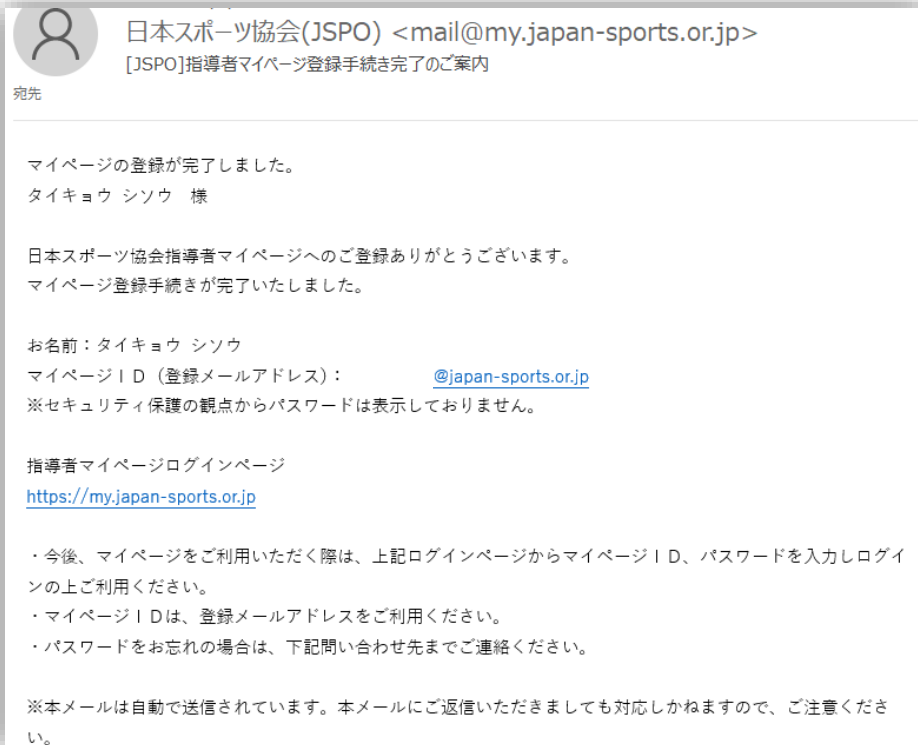 日本スポーツ協会(JSPO) <mail@my.japan-sports.or.jp>
[JSPO]指導者マイページ登録手続き完了のご案内
宛先
マイページの登録が完了しました。
タイキョウ シソウ　様
日本スポーツ協会指導者マイページへのご登録ありがとうございます。
マイページ登録手続きが完了いたしました。
お名前：タイキョウ シソウ
マイページＩＤ（登録メールアドレス）： @japan-sports.or.jp
※セキュリティ保護の観点からパスワードは表示しておりません。
指導者マイページログインページ
https://my.japan-sports.or.jp
・今後、マイページをご利用いただく際は、上記ログインページからマイページＩＤ、パスワードを入力しログイ
ンの上ご利用ください。
・マイページＩＤは、登録メールアドレスをご利用ください。
・パスワードをお忘れの場合は、下記問い合わせ先までご連絡ください。
※本メールは自動で送信されています。本メールにご返信いただきましても対応しかねますので、ご注意くださ
い。